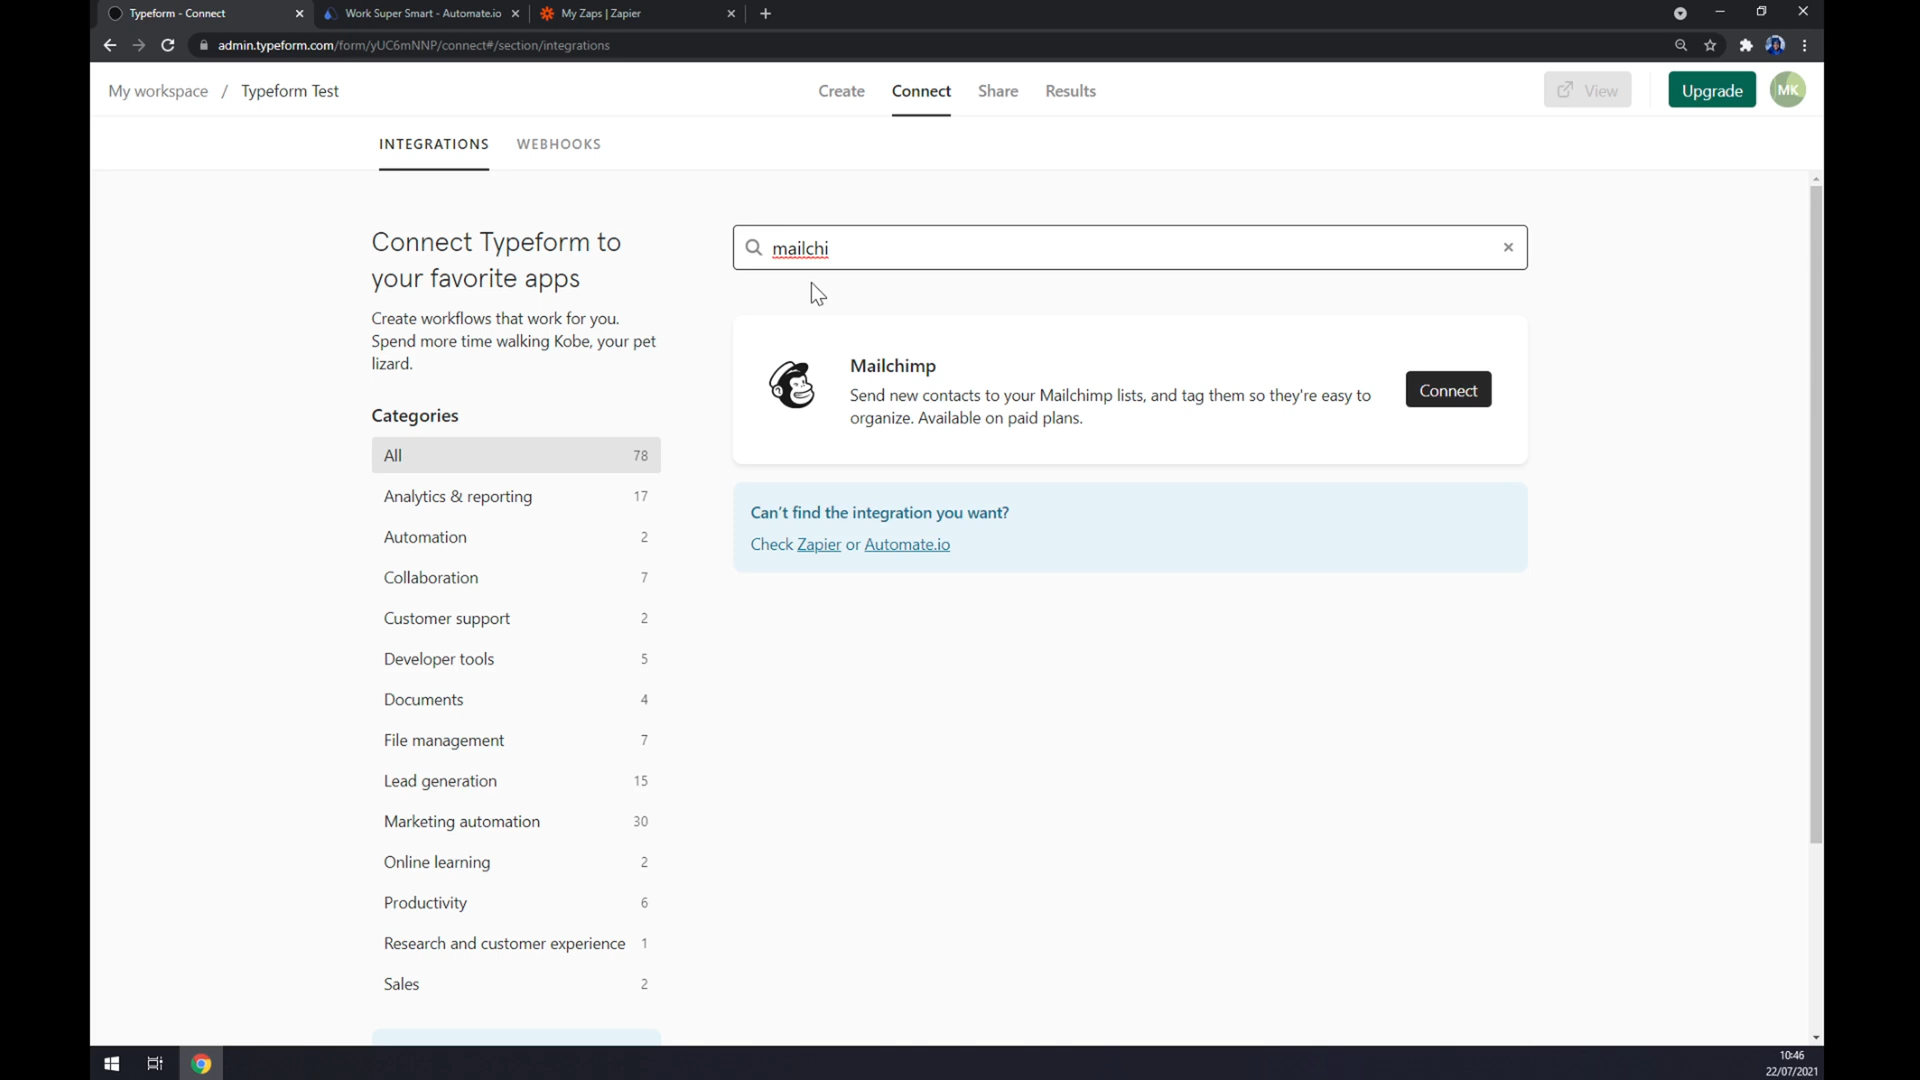 Typeform - Connect
Work Super Smart - Automate.io
My Zaps | Zapier
admin.typeform.com/form/yUC6mNNP/connect#/section/integrations
My workspace / Typeform Test
Create
Connect
Share
Results
View
Upgrade
MK
INTEGRATIONS
WEBHOOKS
Connect Typeform to
your favorite apps
Create workflows that work for you.
Spend more time walking Kobe, your pet
lizard.
Categories
All 78
Analytics & reporting 17
Automation 2
Collaboration 7
Customer support 2
Developer tools 5
Documents 4
File management 7
Lead generation 15
Marketing automation 30
Online learning 2
Productivity 6
Research and customer experience 1
Sales 2
mailchi
Mailchimp
Send new contacts to your Mailchimp lists, and tag them so they're easy to
organize. Available on paid plans.
Connect
Can't find the integration you want?
Check Zapier or Automate.io
10:46
22/07/2021